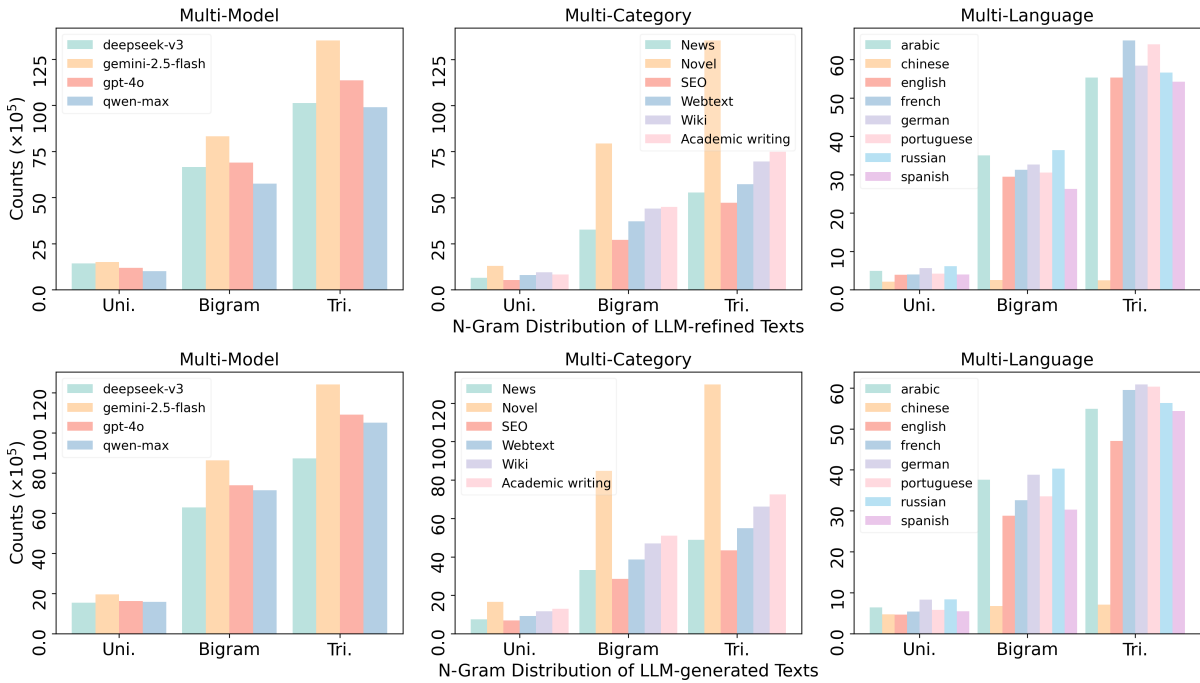 Multi-Model
Counts (×10⁵)
0.0
25
50
75
100
125
deepseek-v3
gemini-2.5-flash
gpt-4o
qwen-max
Uni.
Bigram
Tri.
Multi-Category
0.0
25
50
75
100
125
News
Novel
SEO
Webtext
Wiki
Academic writing
Uni.
Bigram
Tri.
Multi-Language
0.0
10
20
30
40
50
60
arabic
chinese
english
french
german
portuguese
russian
spanish
Uni.
Bigram
Tri.
N-Gram Distribution of LLM-refined Texts
Multi-Model
Counts (×10⁵)
0.0
20
40
60
80
100
120
deepseek-v3
gemini-2.5-flash
gpt-4o
qwen-max
Uni.
Bigram
Tri.
Multi-Category
0.0
20
40
60
80
100
120
News
Novel
SEO
Webtext
Wiki
Academic writing
Uni.
Bigram
Tri.
Multi-Language
0.0
10
20
30
40
50
60
arabic
chinese
english
french
german
portuguese
russian
spanish
Uni.
Bigram
Tri.
N-Gram Distribution of LLM-generated Texts